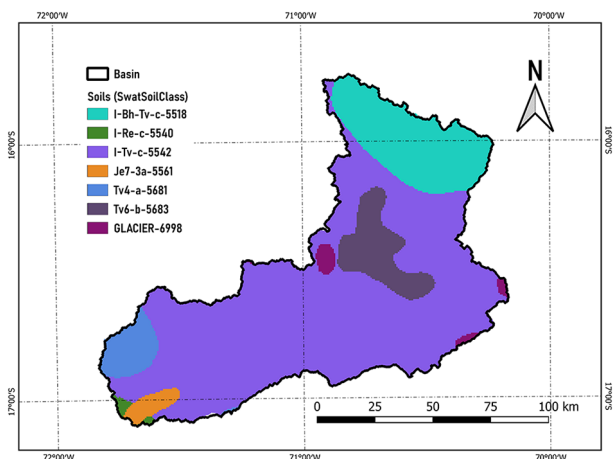 72°00'W 71°00'W 70°00'W
N
Basin
Soils (SwatSoilClass)
I-Bh-Tv-c-5518
I-Re-c-5540
I-Tv-c-5542
Je7-3a-5561
Tv4-a-5681
Tv6-b-5683
GLACIER-6998
16°00'S 16°00'S
17°00'S 17°00'S
0 25 50 75 100 km
72°00'W 71°00'W 70°00'W